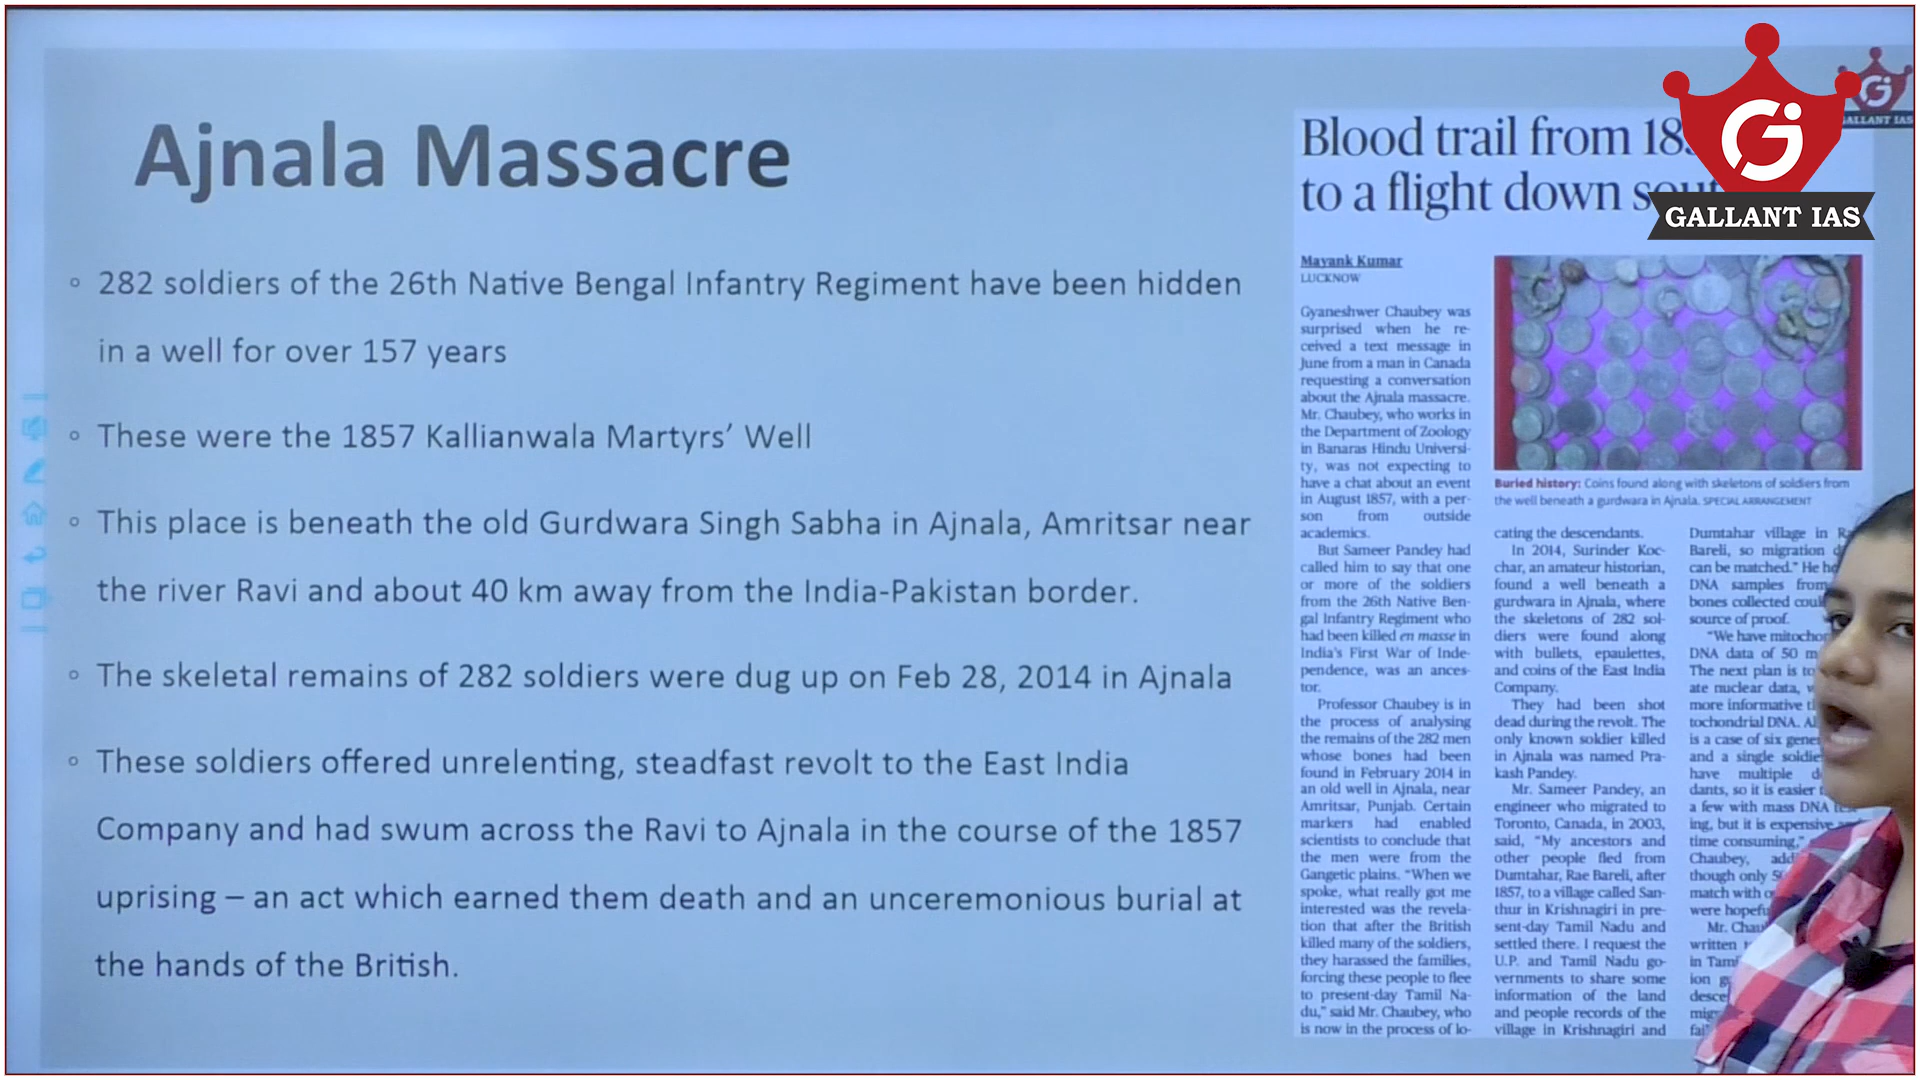 Ajnala Massacre
◦ 282 soldiers of the 26th Native Bengal Infantry Regiment have been hidden
in a well for over 157 years
◦ These were the 1857 Kallianwala Martyrs’ Well
◦ This place is beneath the old Gurdwara Singh Sabha in Ajnala, Amritsar near
the river Ravi and about 40 km away from the India-Pakistan border.
◦ The skeletal remains of 282 soldiers were dug up on Feb 28, 2014 in Ajnala
◦ These soldiers offered unrelenting, steadfast revolt to the East India
Company and had swum across the Ravi to Ajnala in the course of the 1857
uprising – an act which earned them death and an unceremonious burial at
the hands of the British.
Blood trail from
to a flight down
Mayank Kumar
LUCKNOW
Gyaneshwer Chaubey was
surprised when he re-
ceived a text message in
June from a man in Canada
requesting a conversation
about the Ajnala massacre.
Mr. Chaubey, who works in
the Department of Zoology
in Banaras Hindu Universi-
ty, was not expecting to
have a chat about an event
in August 1857, with a per-
son from outside
academics.
But Sameer Pandey had
called him to say that one
or more of the soldiers
from the 26th Native Ben-
gal Infantry Regiment who
had been killed en masse in
India’s First War of Inde-
pendence, was an ances-
tor.
Professor Chaubey is in
the process of analysing
the remains of the 282 men
whose bones had been
found in February 2014 in
an old well in Ajnala, near
Amritsar, Punjab. Certain
markers had enabled
scientists to conclude that
the men were from the
Gangetic plains. “When we
spoke, what really got me
interested was the revela-
tion that after the British
killed many of the soldiers,
they harassed the families,
forcing these people to flee
to present-day Tamil Na-
du,” said Mr. Chaubey, who
is now in the process of lo-
Buried history: Coins found along with skeletons of soldiers from
the well beneath a gurdwara in Ajnala. SPECIAL ARRANGEMENT
cating the descendants.
In 2014, Surinder Koc-
char, an amateur historian,
found a well beneath a
gurdwara in Ajnala, where
the skeletons of 282 sol-
diers were found along
with bullets, epaulettes,
and coins of the East India
Company.
They had been shot
dead during the revolt. The
only known soldier killed
in Ajnala was named Pra-
kash Pandey.
Mr. Sameer Pandey, an
engineer who migrated to
Toronto, Canada, in 2003,
said, “My ancestors and
other people fled from
Dumtahar, Rae Bareli, after
1857, to a village called San-
thur in Krishnagiri in pre-
sent-day Tamil Nadu and
settled there. I request the
U.P. and Tamil Nadu go-
vernments to share some
information of the land
and people records of the
village in Krishnagiri and
Dumtahar village in
Bareli, so migration
can be matched.” He
DNA samples from
bones collected
source of proof.
“We have
DNA data of 50
The next plan is to
ate nuclear data,
more informative
tochondrial DNA.
is a case of six
and a single
have multiple
dants, so it is easier
a few with mass DNA
ing, but it is expensive
time consuming,”
Chaubey,
though only
match with
were
Mr.
written
in
GALLANT IAS
GALLANT IAS